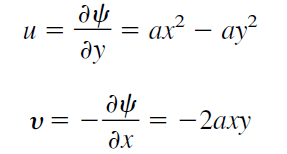 u = ∂ψ/∂y = ax² − ay²
υ = −∂ψ/∂x = −2axy